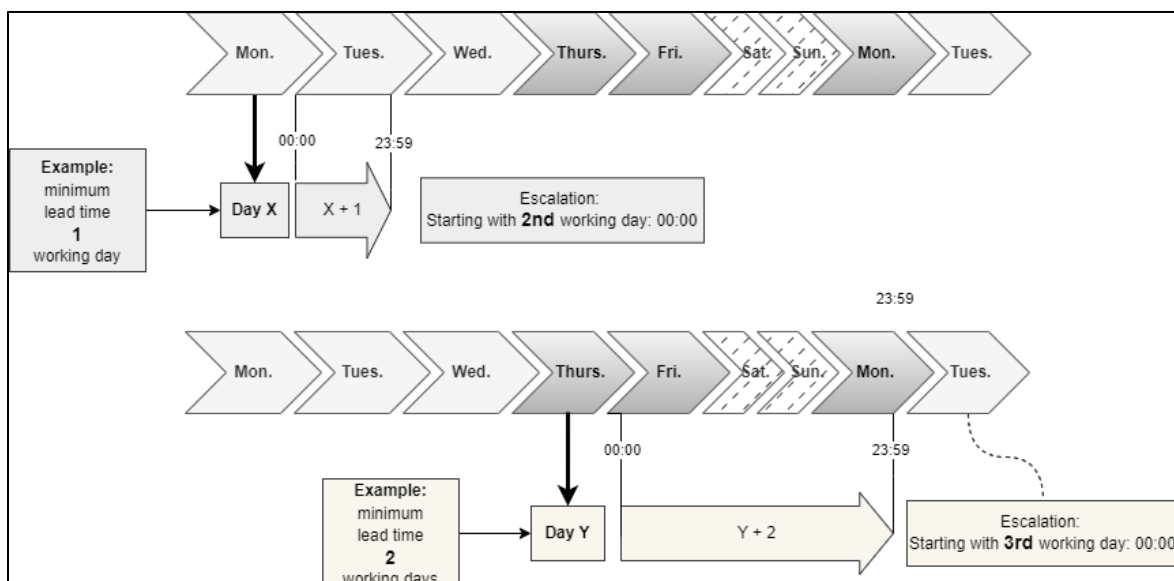 Mon. Tues. Wed. Thurs. Fri. Sat. Sun. Mon. Tues.
00:00 23:59
Example:
minimum
lead time
1
working day
Day X
X + 1
Escalation:
Starting with 2nd working day: 00:00
23:59
Mon. Tues. Wed. Thurs. Fri. Sat. Sun. Mon. Tues.
00:00 23:59
Example:
minimum
lead time
2
working days
Day Y
Y + 2
Escalation:
Starting with 3rd working day: 00:00